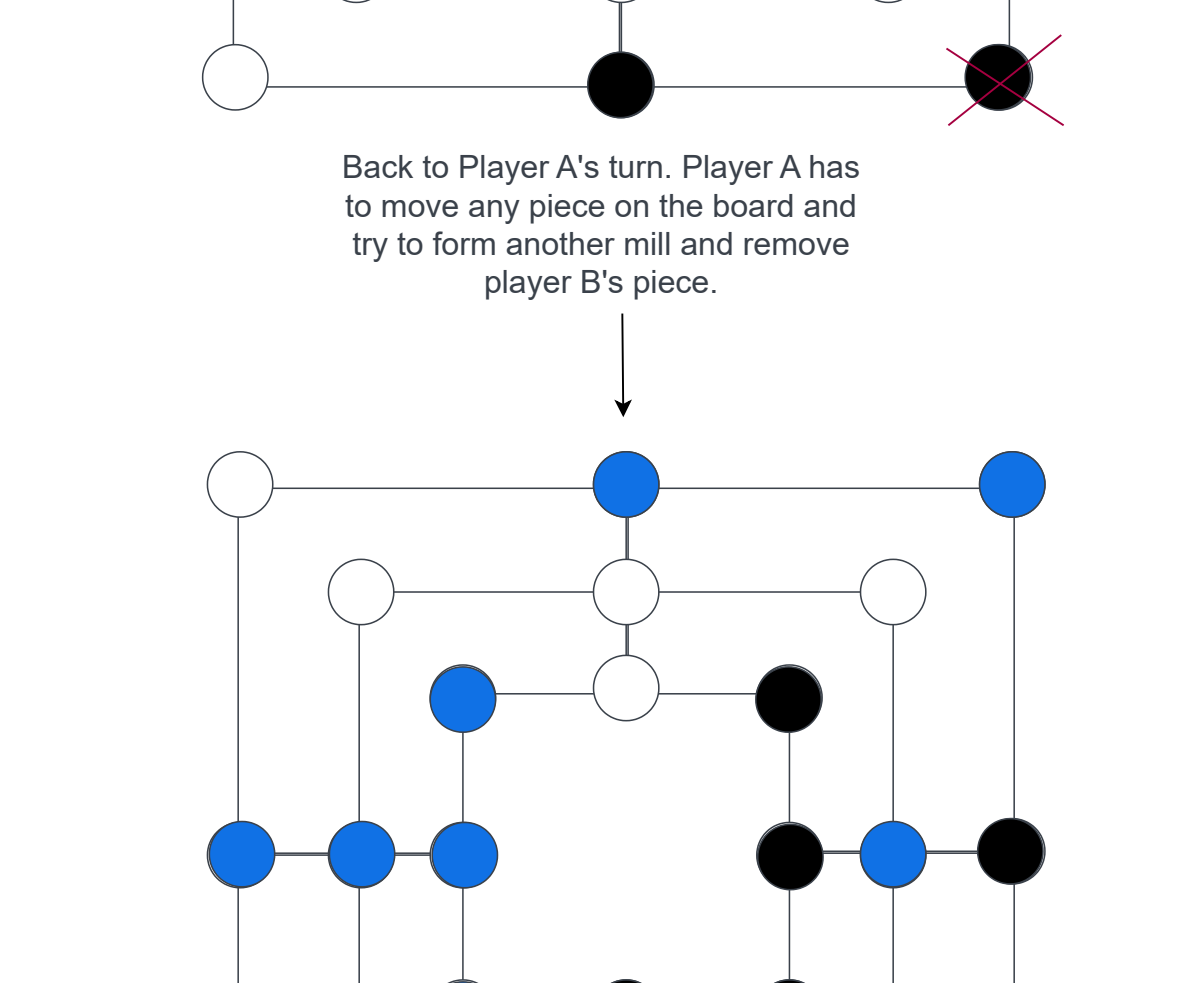 Back to Player A's turn. Player A has
to move any piece on the board and
try to form another mill and remove
player B's piece.